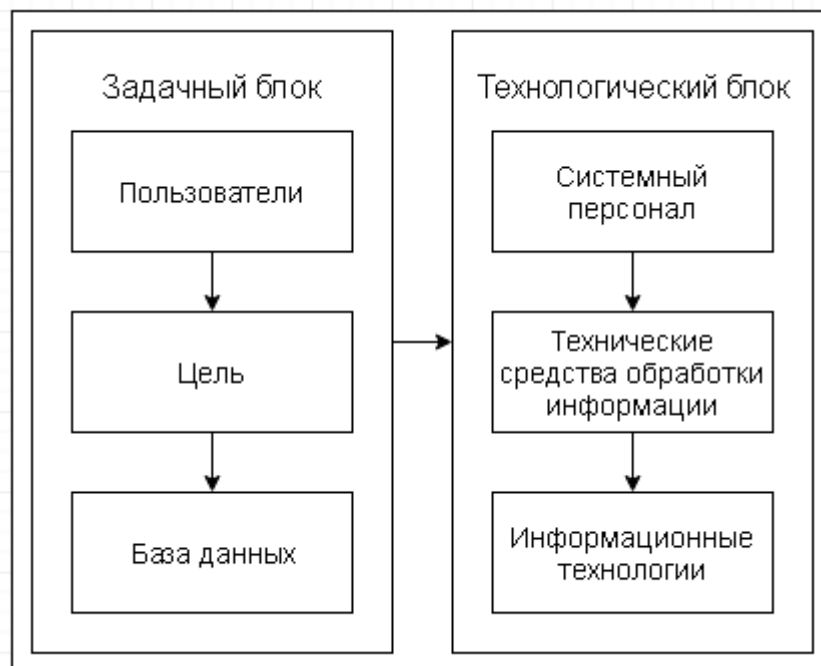 Задачный блок
Пользователи
Цель
База данных
Технологический блок
Системный
персонал
Технические
средства обработки
информации
Информационные
технологии